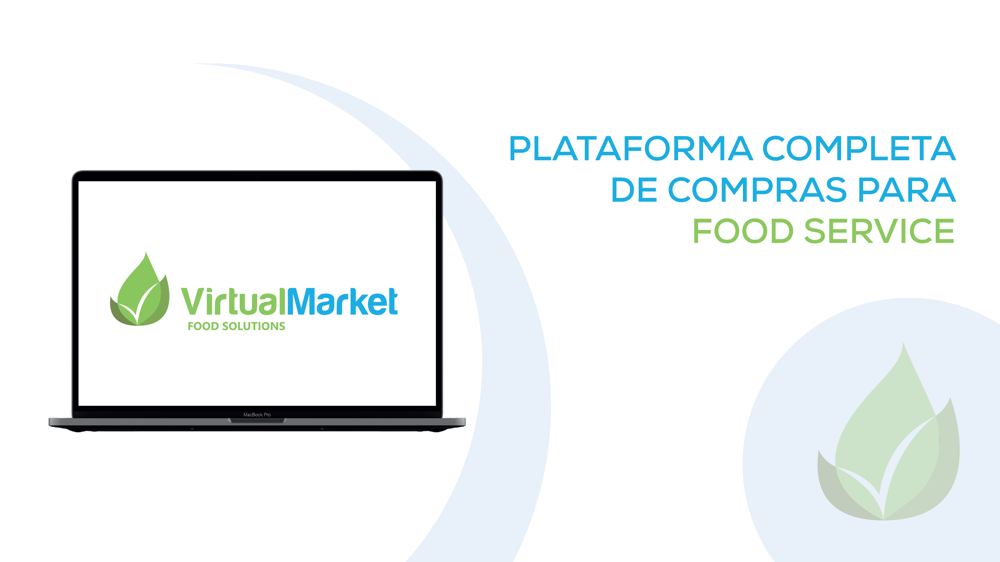 PLATAFORMA COMPLETA
DE COMPRAS PARA
FOOD SERVICE
VirtualMarket
FOOD SOLUTIONS
MacBook Pro